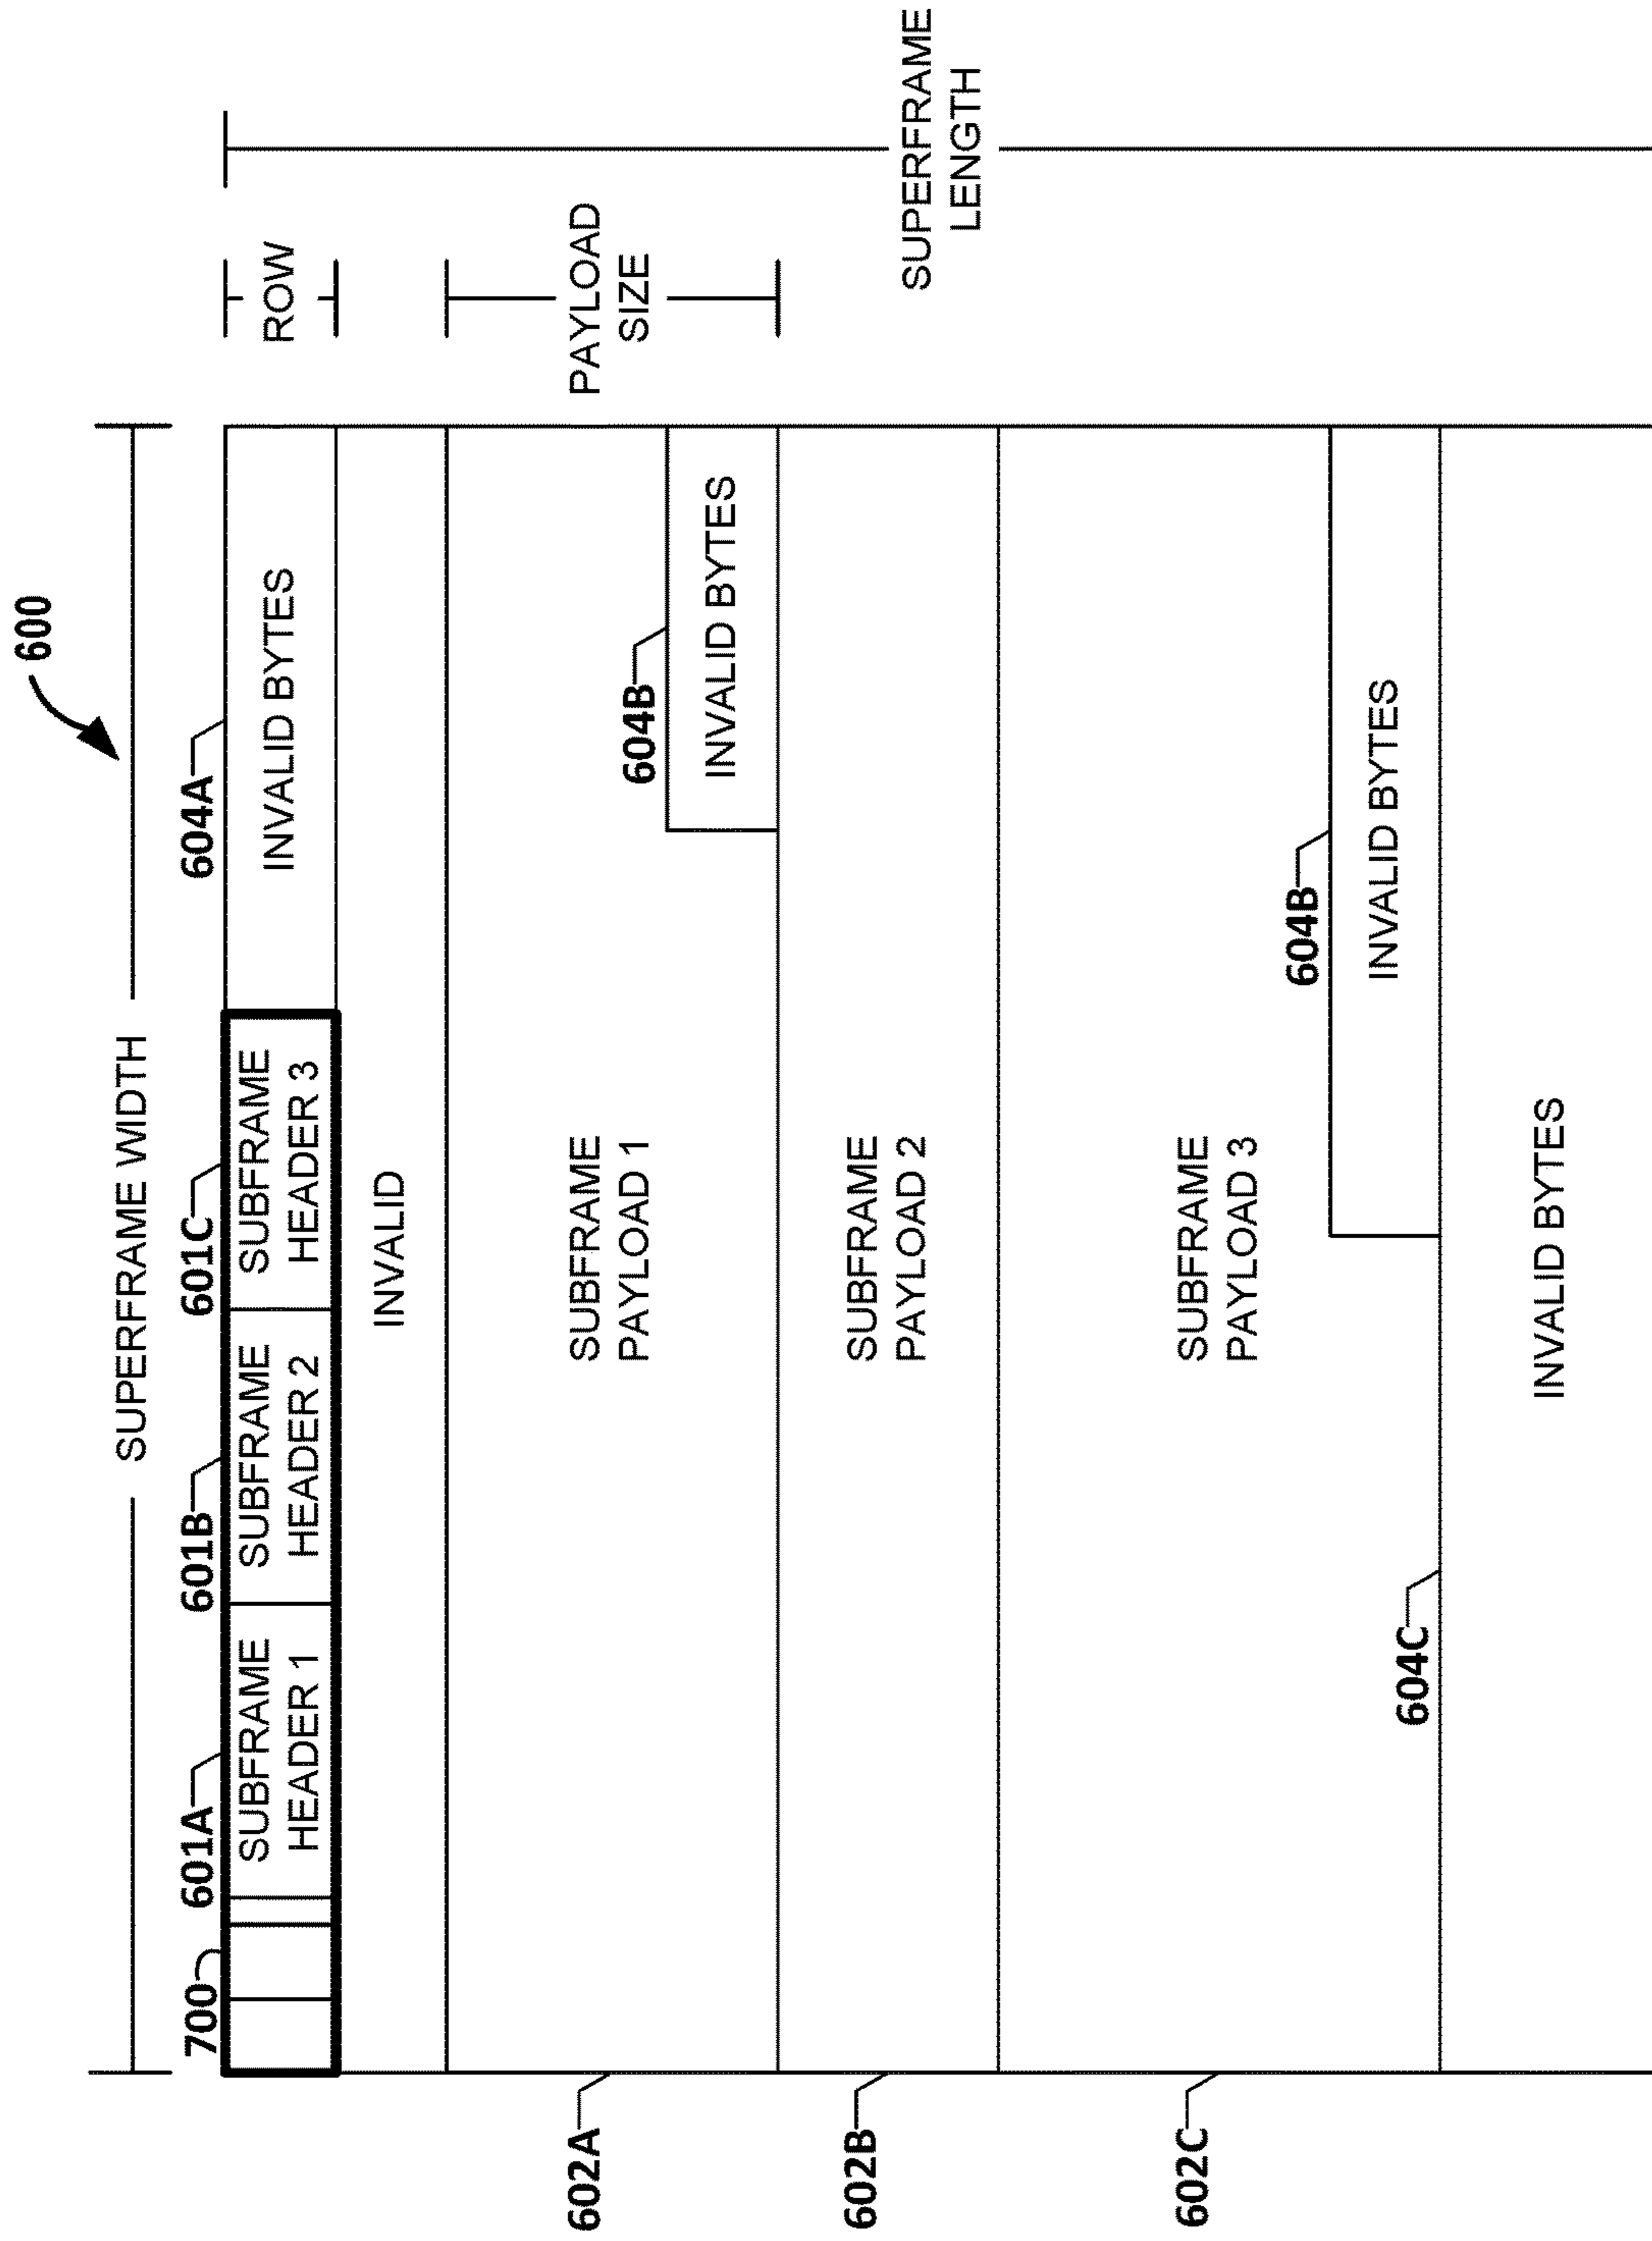 600
SUPERFRAME WIDTH
700
601A
601B
601C
604A
SUBFRAME
HEADER 1
SUBFRAME
HEADER 2
SUBFRAME
HEADER 3
INVALID BYTES
ROW
INVALID
602A
SUBFRAME
PAYLOAD 1
604B
INVALID BYTES
PAYLOAD
SIZE
602B
SUBFRAME
PAYLOAD 2
SUPERFRAME
LENGTH
602C
SUBFRAME
PAYLOAD 3
604B
INVALID BYTES
604C
INVALID BYTES